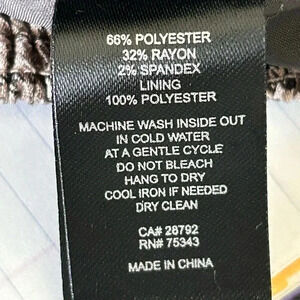 66% POLYESTER
32% RAYON
2% SPANDEX
LINING
100% POLYESTER
MACHINE WASH INSIDE OUT
IN COLD WATER
AT A GENTLE CYCLE
DO NOT BLEACH
HANG TO DRY
COOL IRON IF NEEDED
DRY CLEAN
CA# 28792
RN# 75343
MADE IN CHINA